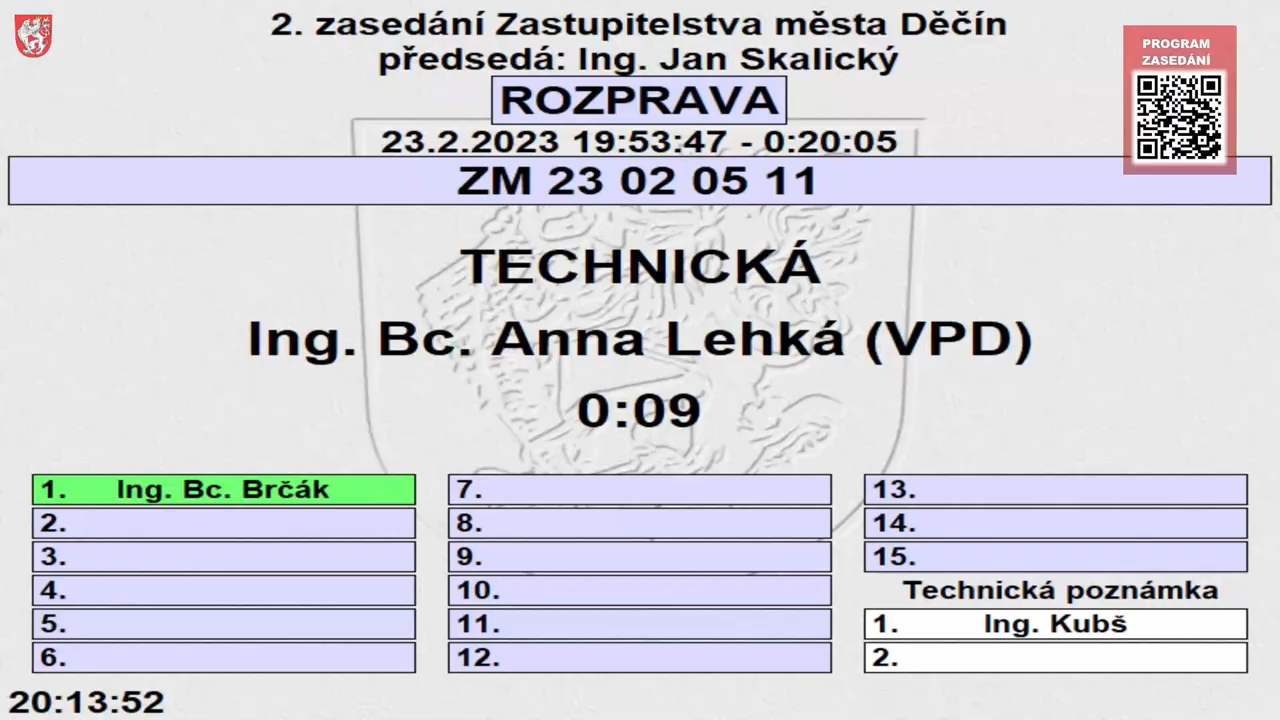 2. zasedání Zastupitelstva města Děčín
předsedá: Ing. Jan Skalický
PROGRAM
ZASEDÁNÍ
ROZPRAVA
23.2.2023 19:53:47 - 0:20:05
ZM 23 02 05 11
TECHNICKÁ
Ing. Bc. Anna Lehká (VPD)
0:09
1. Ing. Bc. Brčák
2.
3.
4.
5.
6.
7.
8.
9.
10.
11.
12.
13.
14.
15.
Technická poznámka
1. Ing. Kubš
2.
20:13:52